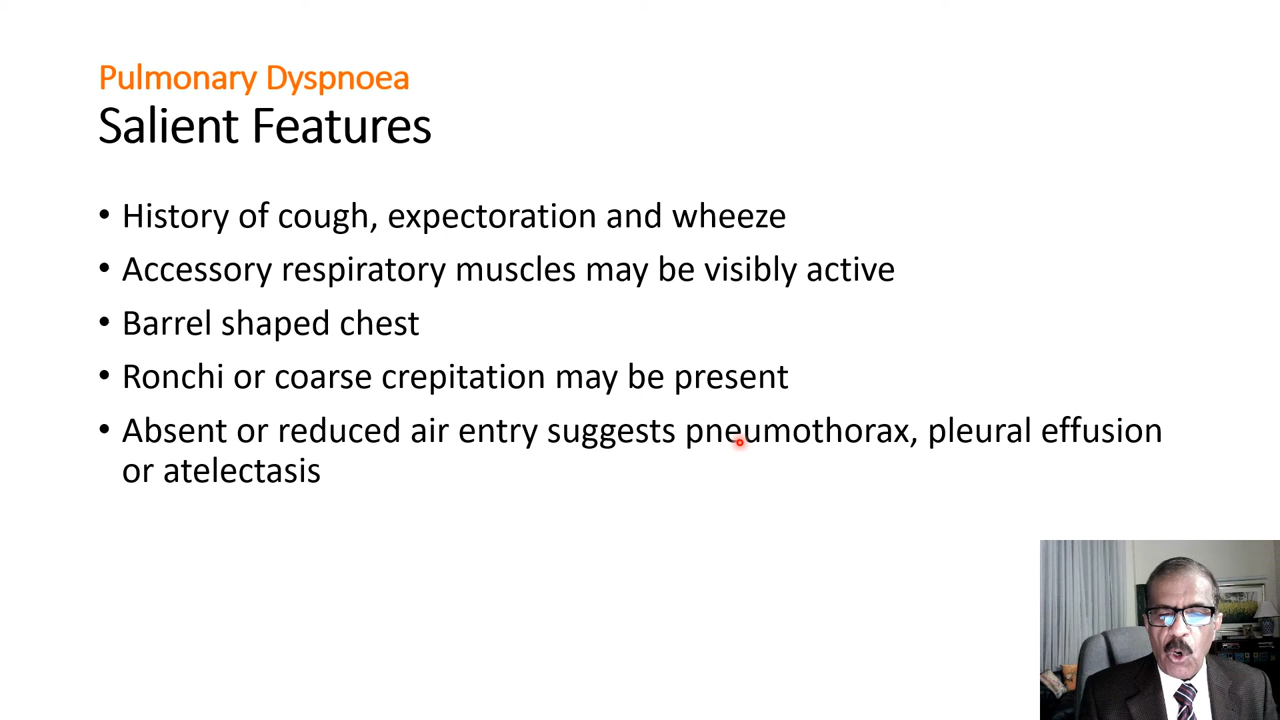 Pulmonary Dyspnoea
Salient Features
• History of cough, expectoration and wheeze
• Accessory respiratory muscles may be visibly active
• Barrel shaped chest
• Ronchi or coarse crepitation may be present
• Absent or reduced air entry suggests pneumothorax, pleural effusion
or atelectasis